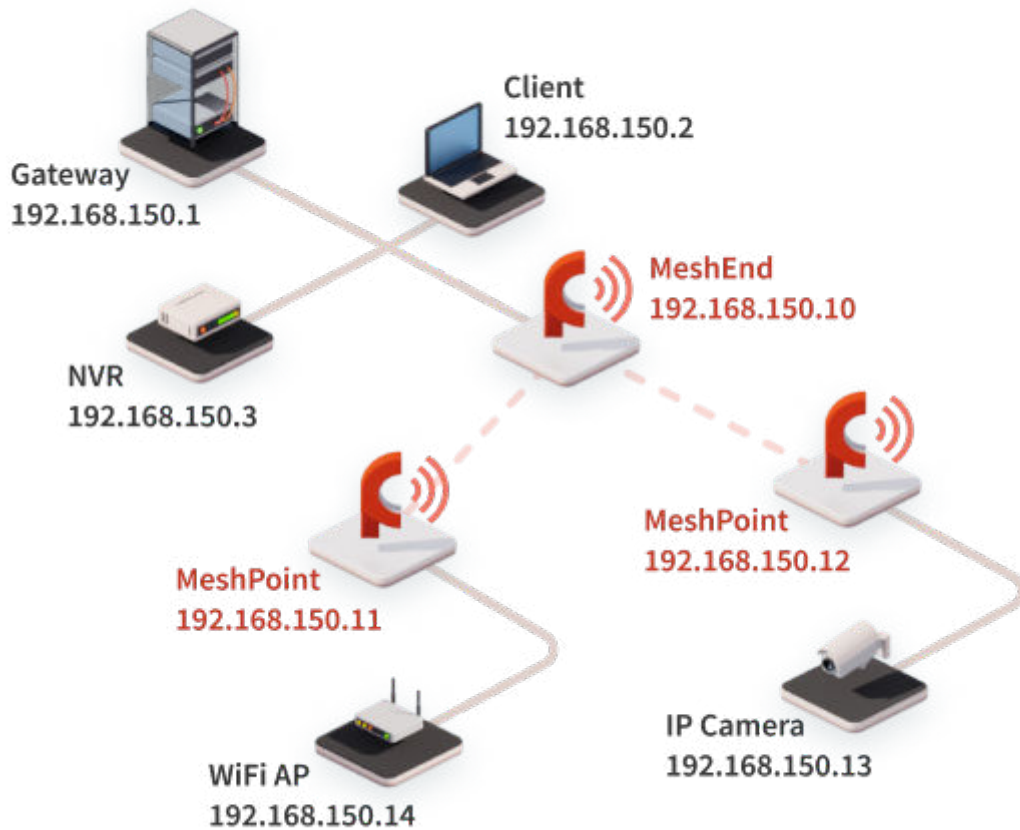 Client
192.168.150.2
Gateway
192.168.150.1
MeshEnd
192.168.150.10
NVR
192.168.150.3
MeshPoint
192.168.150.12
MeshPoint
192.168.150.11
IP Camera
192.168.150.13
WiFi AP
192.168.150.14